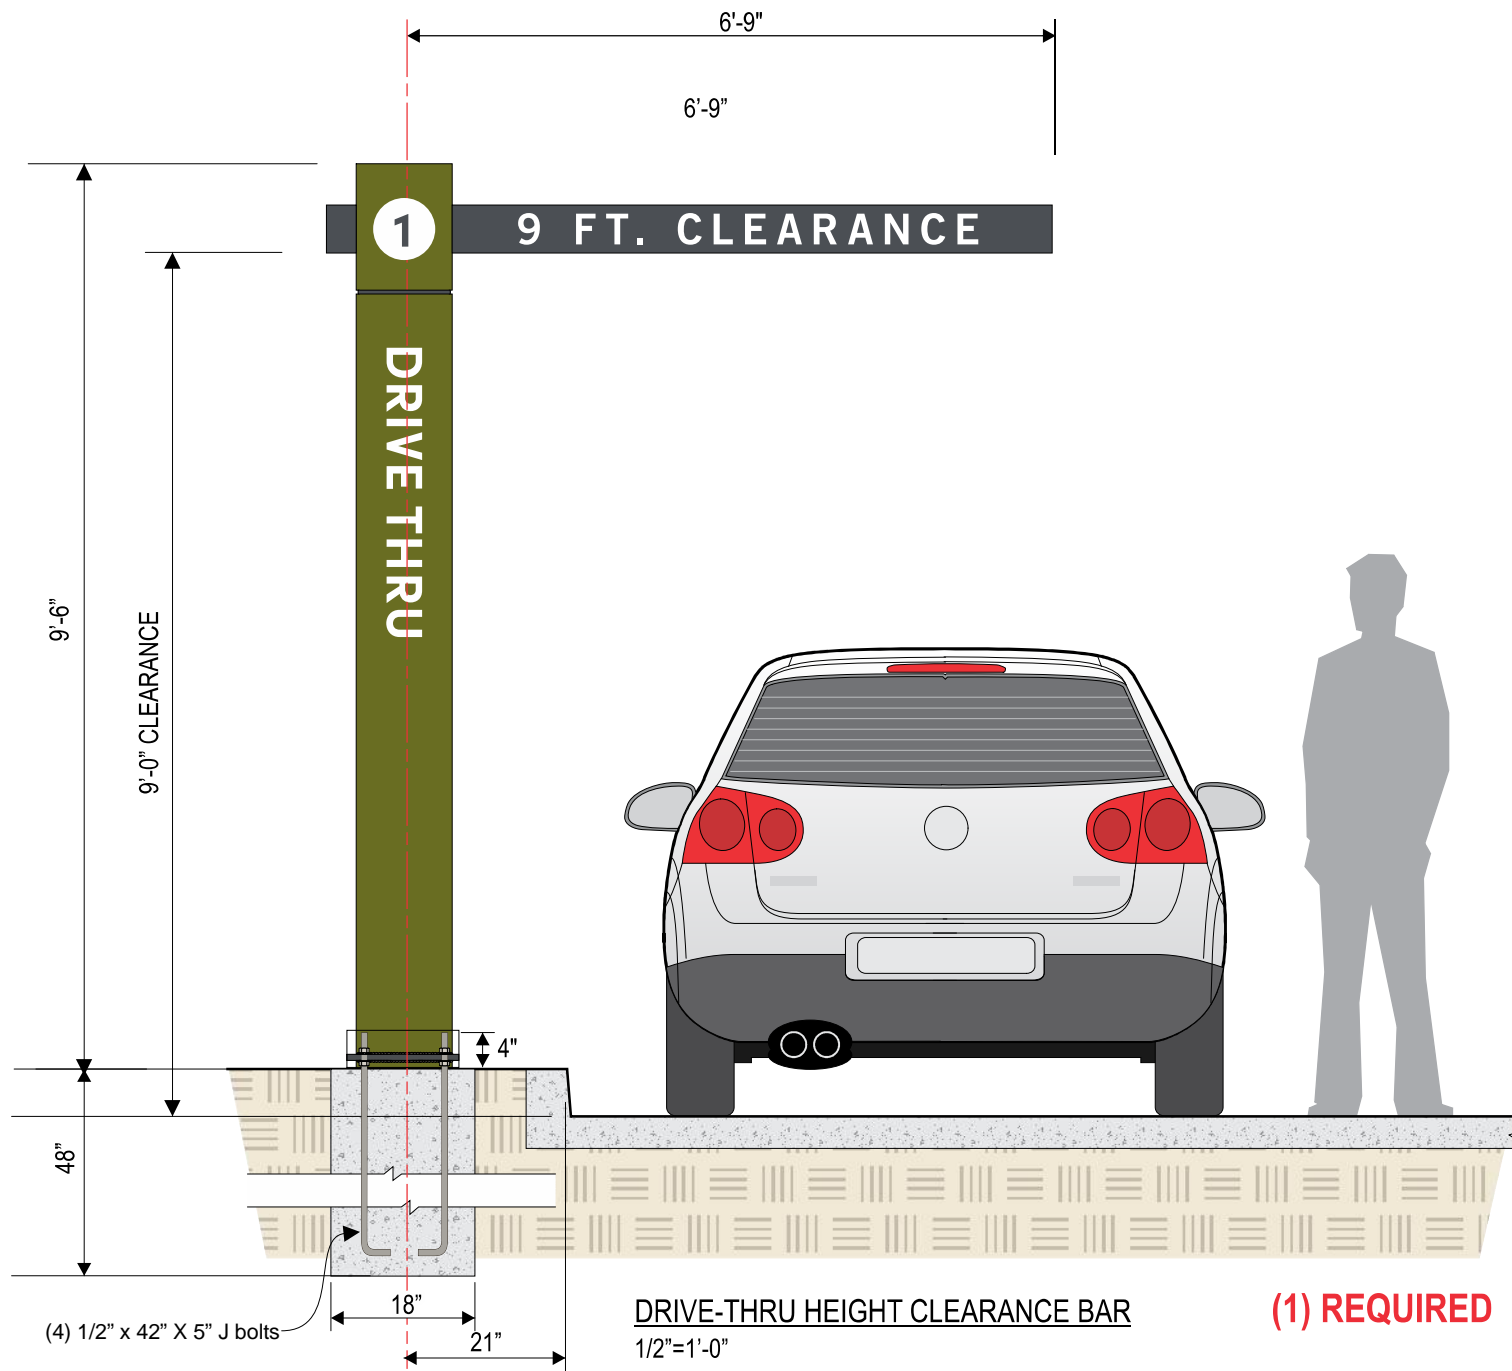 6'-9"
6’-9”
1
9 FT. CLEARANCE
DRIVE THRU
9’-6”
9’-0” CLEARANCE
4"
48”
18”
(4) 1/2” x 42” X 5” J bolts
21”
DRIVE-THRU HEIGHT CLEARANCE BAR
1/2”=1’-0”
(1) REQUIRED